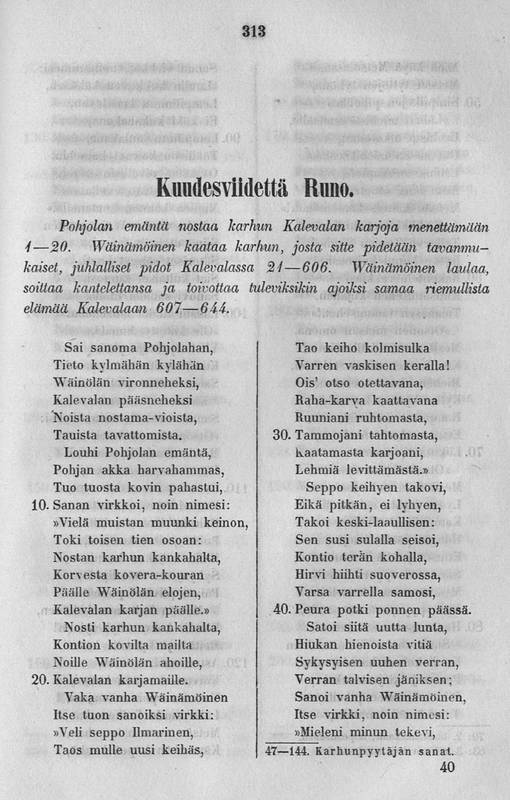 313
Kuudesviidettä Runo.
Pohjolan emäntä nostaa karhun Kalevalan karjoja menettämään
1—20. Wäinämöinen kaataa karhun, josta sitte pidetään tavanmu-
kaiset, juhlalliset pidot Kalevalassa 21—606. Wäinämöinen laulaa,
soittaa kantelettansa ja toivottaa tuleviksikin ajoiksi samaa riemullista
elämää Kalevalaan 607—644.
Sai sanoma Pohjolahan,
Tieto kylmähän kylähän
Wäinölän vironneheksi,
Kalevalan pääsneheksi
Noista nostama-vioista,
Tauista tavattomista.
Louhi Pohjolan emäntä,
Pohjan akka harvahammas,
Tuo tuosta kovin pahastui,
10. Sanan virkkoi, noin nimesi:
»Vielä muistan muunki keinon,
Toki toisen tien osoan:
Nostan karhun kankahalta,
Korvesta kovera-kouran
Päälle Wäinölän elojen,
Kalevalan karjan päälle.»
Nosti karhun kankahalta,
Kontion kovilta mailta
Noille Wäinölän ahoille,
20. Kalevalan karjamaille.
Vaka vanha Wäinämöinen
Itse tuon sanoiksi virkki:
»Veli seppo Ilmarinen,
Taos mulle uusi keihäs,
Tao keiho kolmisulka
Varren vaskisen keralla!
Ois' otso otettavana,
Raha-karva kaattavana
Ruuniani ruhtomasta,
30. Tammojani tahtomasta,
Kaatamasta karjoani,
Lehmiä levittämästä.»
Seppo keihyen takovi,
Eikä pitkän, ei lyhyen,
Takoi keski-laaullisen:
Sen susi sulalla seisoi,
Kontio terän kohalla,
Hirvi hiihti suoverossa,
Varsa varrella samosi,
40. Peura potki ponnen päässä.
Satoi siitä uutta lunta,
Hiukan hienoista vitiä
Sykysyisen uuhen verran,
Verran talvisen jäniksen;
Sanoi vanha Wäinämöinen,
Itse virkki, noin nimesi:
»Mieleni minun tekevi,
47—144. Karhunpyytäjän sanat.
40